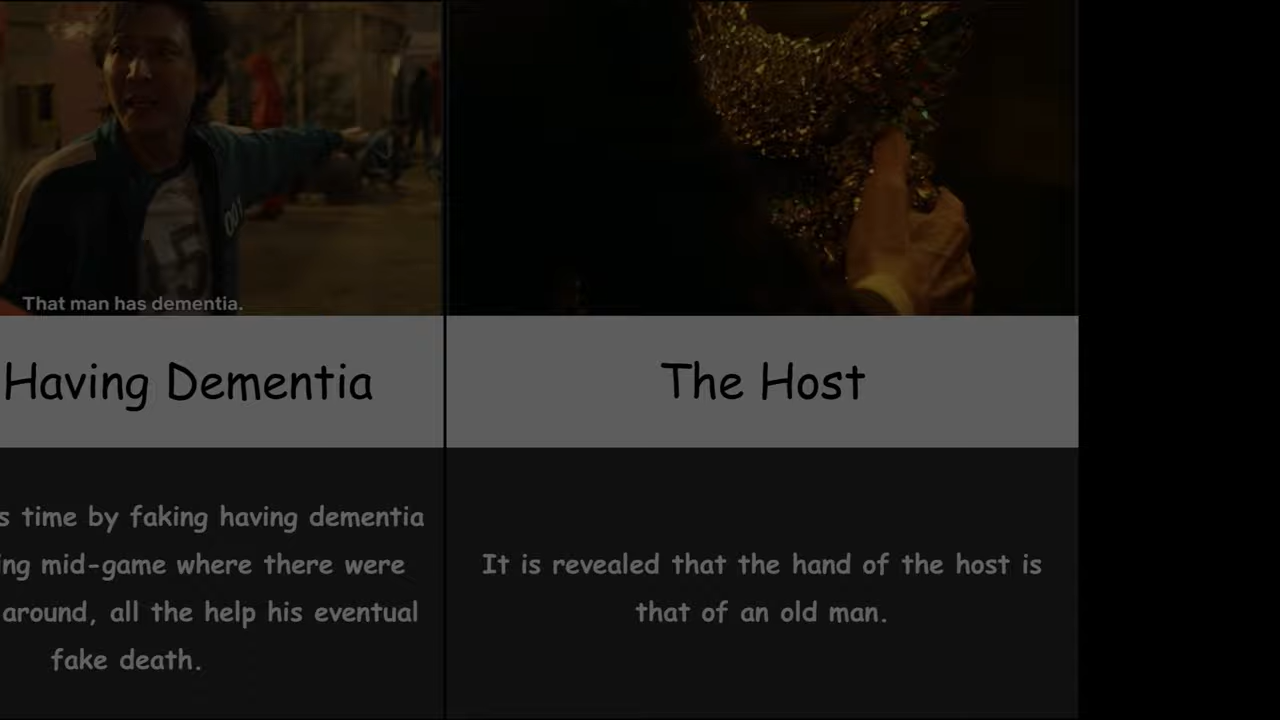 001
That man has dementia.
Having Dementia
s time by faking having dementia
ing mid-game where there were
around, all the help his eventual
fake death.
The Host
It is revealed that the hand of the host is
that of an old man.